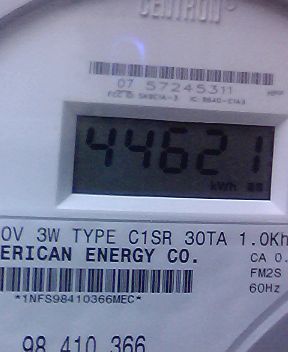 CENTRON®
07 57245311
44621
kWh
0V 3W TYPE C1SR 30TA 1.0Kh
ERICAN ENERGY CO.
CA 0.
FM2S
*1NFS98410366MEC*
60Hz
98 410 366